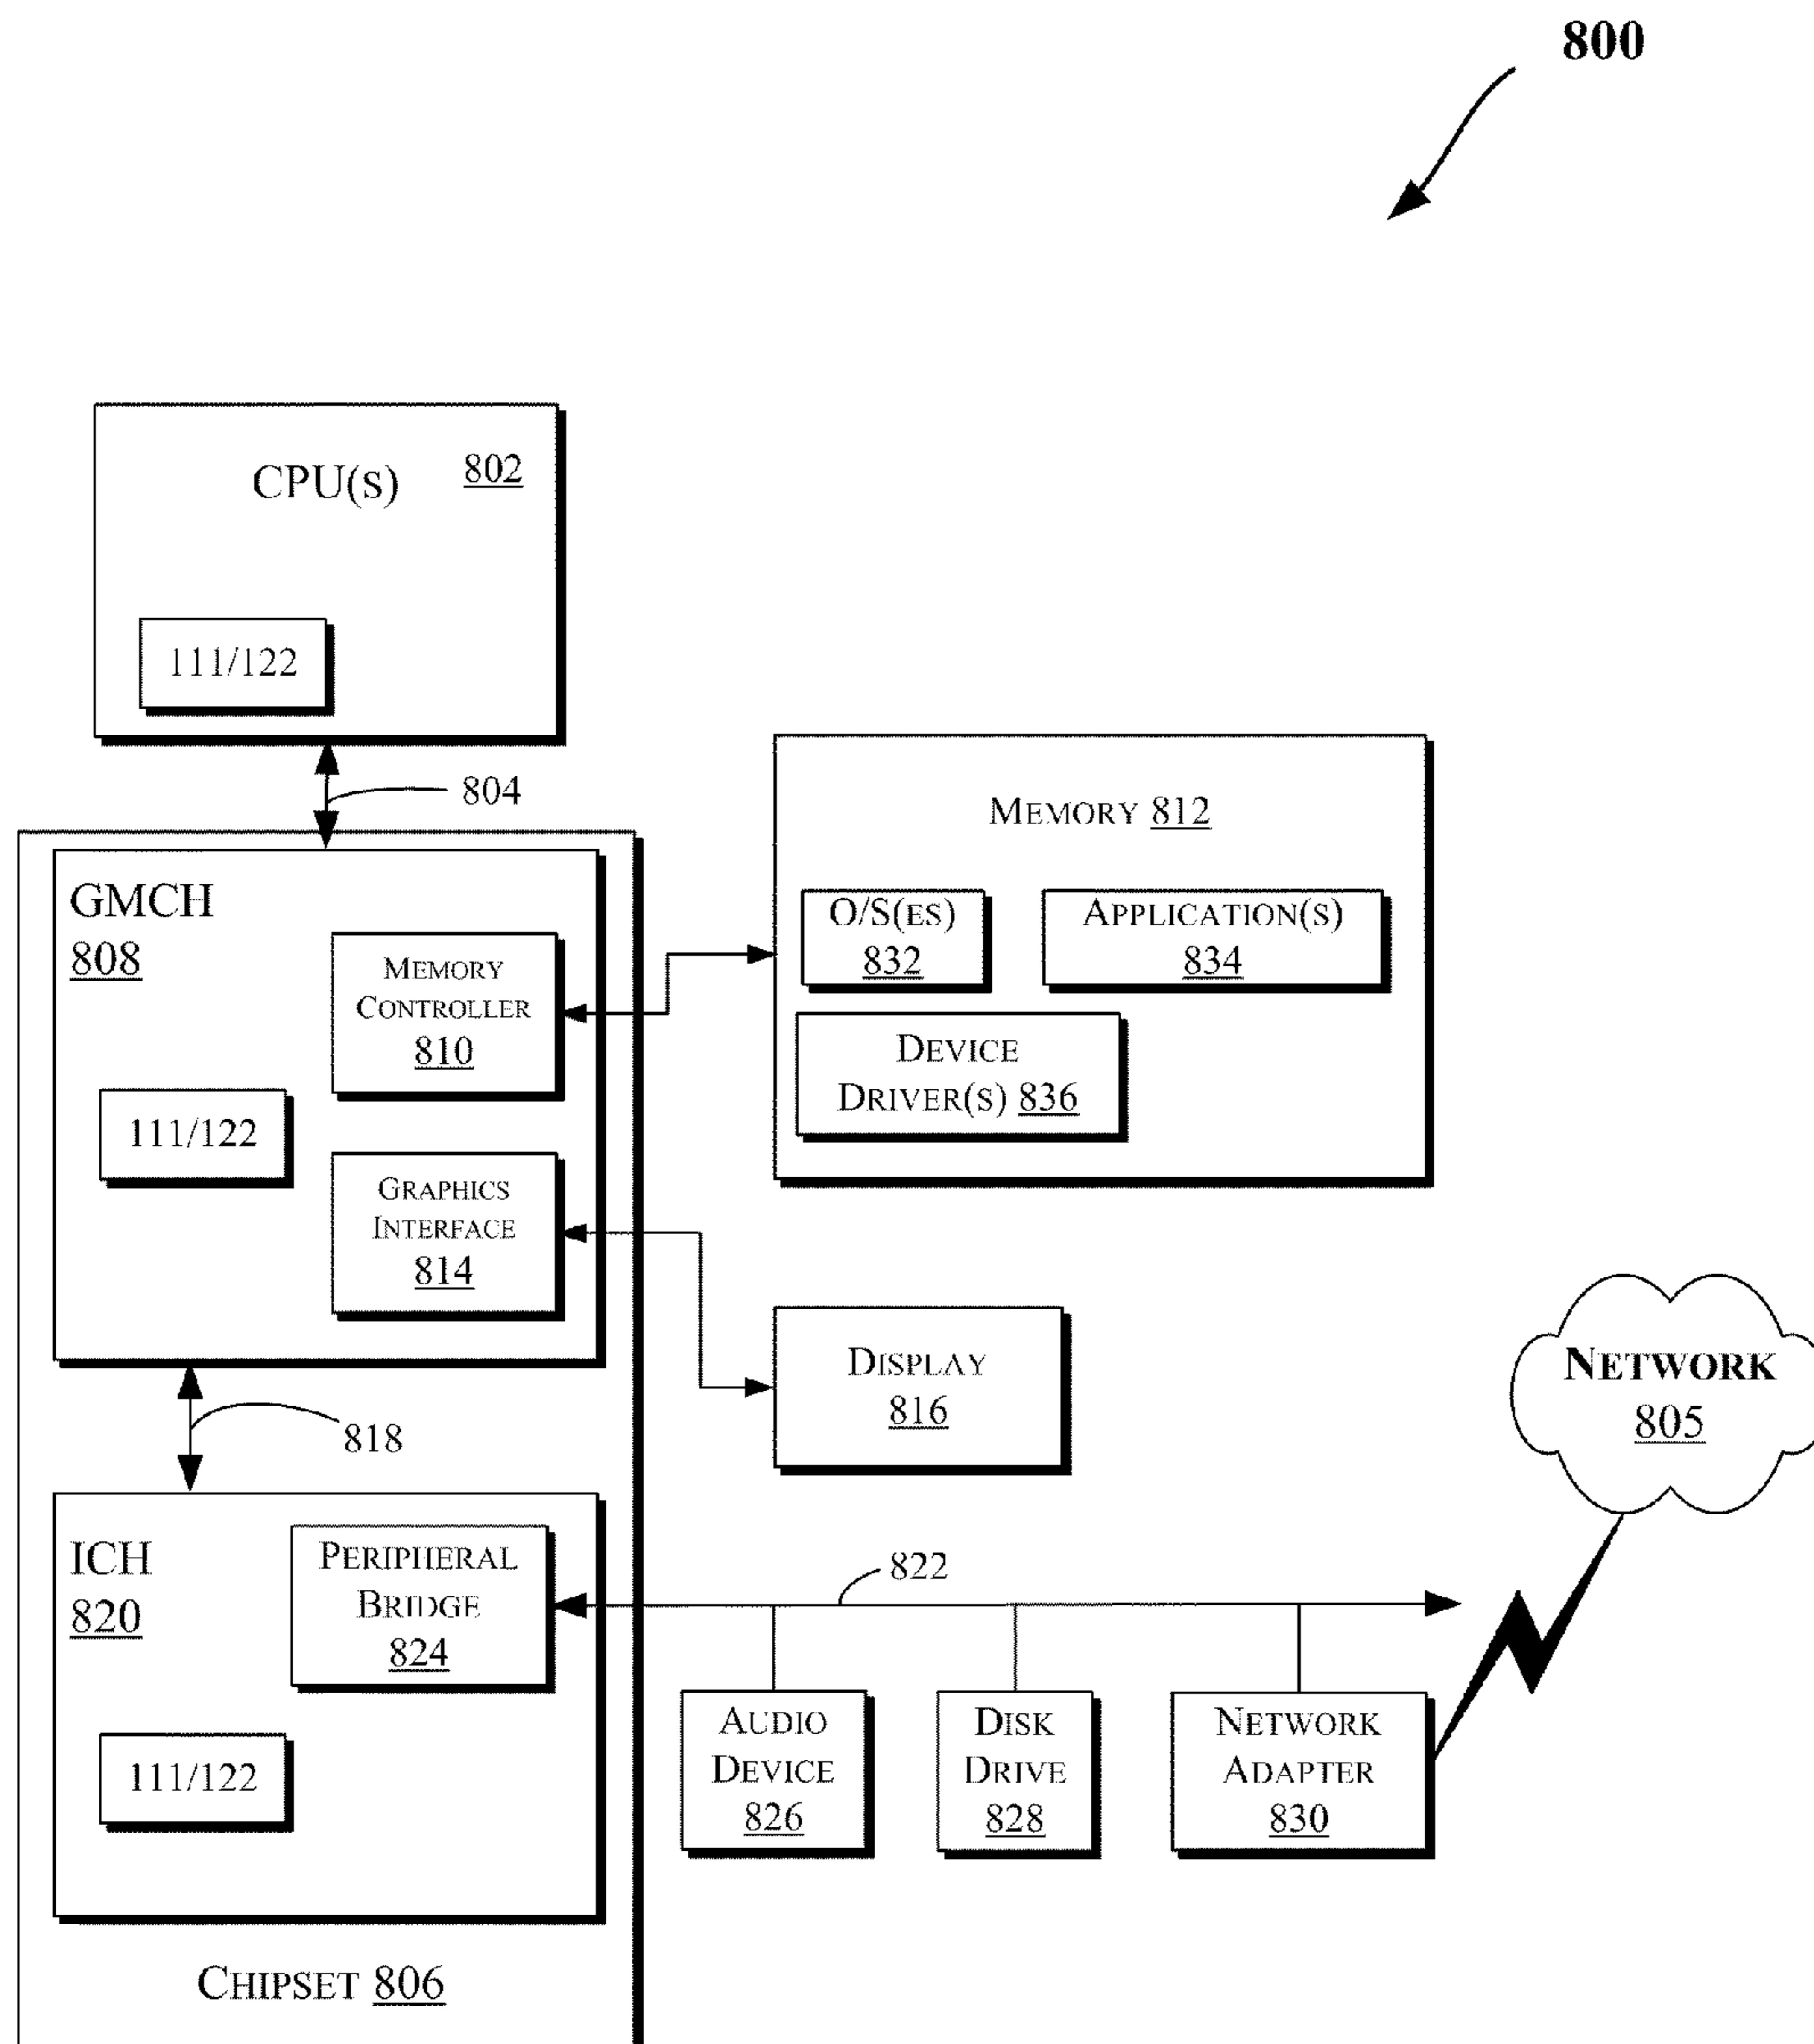 800
CPU(S)
802
111/122
804
GMCH
808
MEMORY
CONTROLLER
810
111/122
GRAPHICS
INTERFACE
814
MEMORY 812
O/S(ES)
832
APPLICATION(S)
834
DEVICE
DRIVER(S) 836
DISPLAY
816
NETWORK
805
818
ICH
820
PERIPHERAL
BRIDGE
824
111/122
822
AUDIO
DEVICE
826
DISK
DRIVE
828
NETWORK
ADAPTER
830
CHIPSET 806